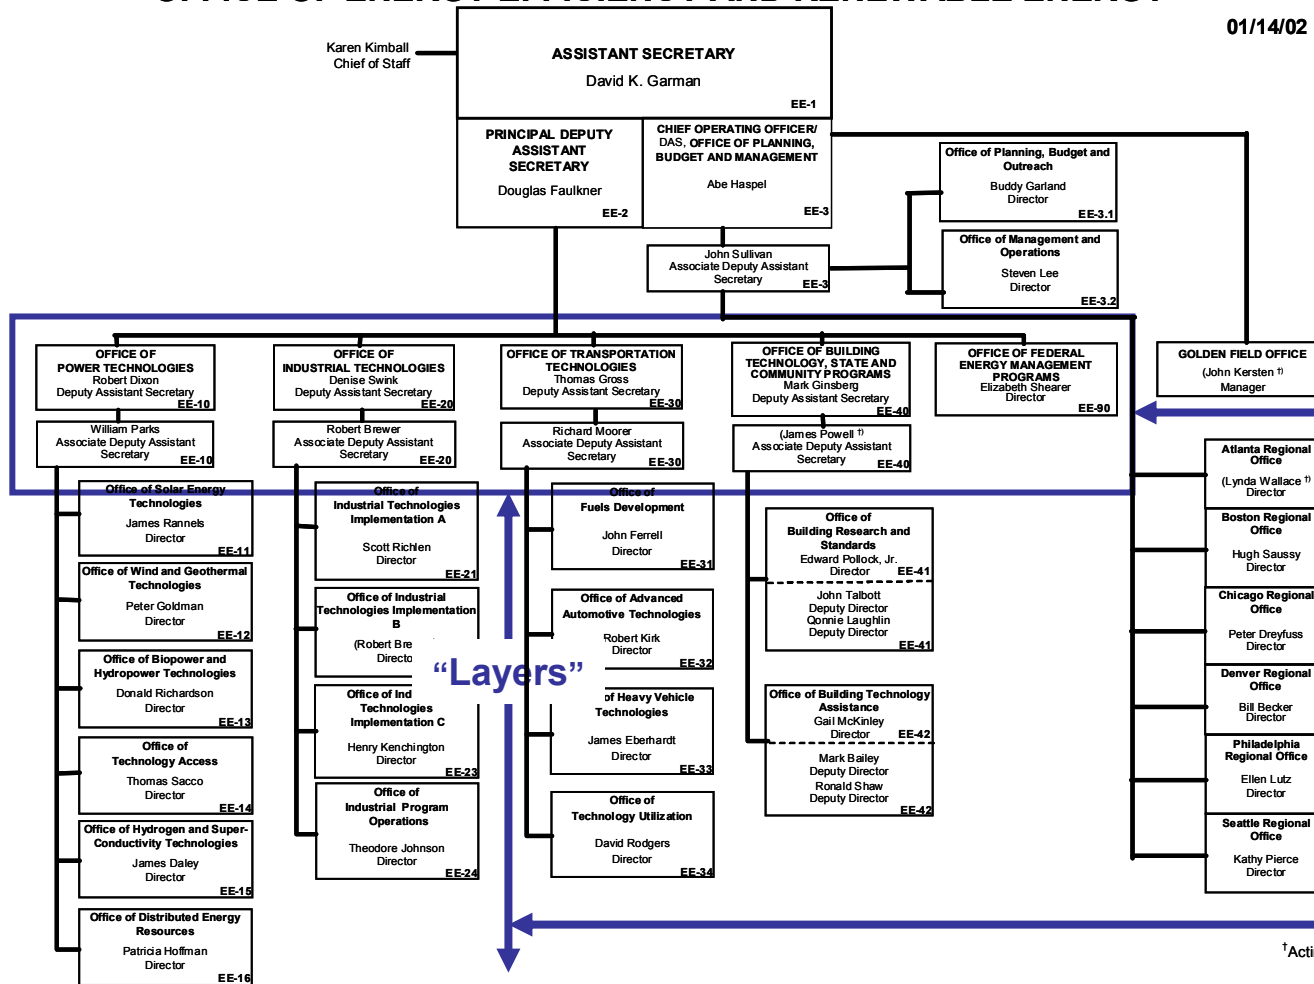 OFFICE OF ENERGY EFFICIENCY AND RENEWABLE ENERGY
01/14/02
Karen Kimball
Chief of Staff
ASSISTANT SECRETARY
David K. Garman
EE-1
PRINCIPAL DEPUTY
ASSISTANT
SECRETARY
Douglas Faulkner
EE-2
CHIEF OPERATING OFFICER/
DAS, OFFICE OF PLANNING,
BUDGET AND MANAGEMENT
Abe Haspel
EE-3
Office of Planning, Budget and
Outreach
Buddy Garland
Director
EE-3.1
John Sullivan
Associate Deputy Assistant
Secretary
EE-3
Office of Management and
Operations
Steven Lee
Director
EE-3.2
OFFICE OF
POWER TECHNOLOGIES
Robert Dixon
Deputy Assistant Secretary
EE-10
William Parks
Associate Deputy Assistant
Secretary
EE-10
OFFICE OF
INDUSTRIAL TECHNOLOGIES
Denise Swink
Deputy Assistant Secretary
EE-20
Robert Brewer
Associate Deputy Assistant
Secretary
EE-20
OFFICE OF TRANSPORTATION
TECHNOLOGIES
Thomas Gross
Deputy Assistant Secretary
EE-30
Richard Moorer
Associate Deputy Assistant
Secretary
EE-30
OFFICE OF BUILDING
TECHNOLOGY, STATE AND
COMMUNITY PROGRAMS
Mark Ginsberg
Deputy Assistant Secretary
EE-40
(James Powell †)
Associate Deputy Assistant
Secretary
EE-40
OFFICE OF FEDERAL
ENERGY MANAGEMENT
PROGRAMS
Elizabeth Shearer
Director
EE-90
GOLDEN FIELD OFFICE
(John Kersten †)
Manager
Office of Solar Energy
Technologies
James Rannels
Director
EE-11
Office of Wind and Geothermal
Technologies
Peter Goldman
Director
EE-12
Office of Biopower and
Hydropower Technologies
Donald Richardson
Director
EE-13
Office of
Technology Access
Thomas Sacco
Director
EE-14
Office of Hydrogen and Super-
Conductivity Technologies
James Daley
Director
EE-15
Office of Distributed Energy
Resources
Patricia Hoffman
Director
EE-16
Office of
Industrial Technologies
Implementation A
Scott Richlen
Director
EE-21
Office of Industrial
Technologies Implementation
B
(Robert Bre
Directo
Office of Ind
Technologies
Implementation C
Henry Kenchington
Director
EE-23
Office of
Industrial Program
Operations
Theodore Johnson
Director
EE-24
“Layers”
Office of
Fuels Development
John Ferrell
Director
EE-31
Office of Advanced
Automotive Technologies
Robert Kirk
Director
EE-32
of Heavy Vehicle
Technologies
James Eberhardt
Director
EE-33
Office of
Technology Utilization
David Rodgers
Director
EE-34
Office of
Building Research and
Standards
Edward Pollock, Jr.
Director EE-41
John Talbott
Deputy Director
Qonnie Laughlin
Deputy Director
EE-41
Office of Building Technology
Assistance
Gail McKinley
Director EE-42
Mark Bailey
Deputy Director
Ronald Shaw
Deputy Director
EE-42
Atlanta Regional
Office
(Lynda Wallace †)
Director
Boston Regional
Office
Hugh Saussy
Director
Chicago Regional
Office
Peter Dreyfuss
Director
Denver Regional
Office
Bill Becker
Director
Philadelphia
Regional Office
Ellen Lutz
Director
Seattle Regional
Office
Kathy Pierce
Director
†Acti